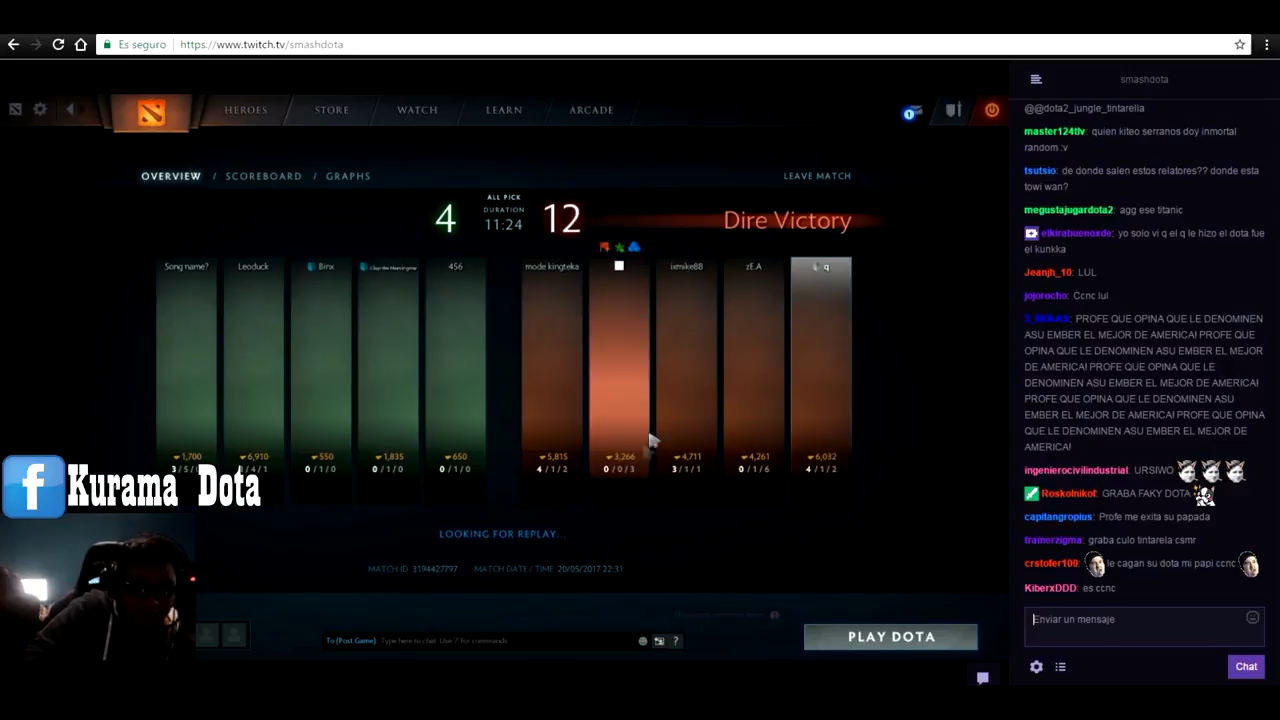 Es seguro https://www.twitch.tv/smashdota
HEROES STORE WATCH LEARN ARCADE
1
OVERVIEW / SCOREBOARD / GRAPHS
LEAVE MATCH
4
ALL PICK
DURATION
11:24
12
Dire Victory
Song name? Leoduck Binx 456 mode kingteka ixmike88 zE.A q
1,700 6,910 550 1,835 650 5,815 3,266 4,711 4,261 6,032
0/1/0 0/1/0 0/1/0 4/1/2 0/0/3 3/1/1 0/1/6 4/1/2
Kurama Dota
LOOKING FOR REPLAY...
MATCH ID 3194427797 MATCH DATE / TIME 20/05/2017 22:31
To (Post Game) Type here to chat. Use '/' for commands
?
PLAY DOTA
smashdota
@@dota2_jungle_tintarella
master124tlv: quien kiteo serranos doy inmortal
random :v
tsutsio: de donde salen estos relatores?? donde esta
towi wan?
megustajugardota2: agg ese titanic
elkirabuenoxde: yo solo vi q el q le hizo el dota fue
el kunkka
Jeanjh_10: LUL
jojorocho: Ccnc lul
PROFE QUE OPINA QUE LE DENOMINEN
ASU EMBER EL MEJOR DE AMERICA! PROFE QUE
OPINA QUE LE DENOMINEN ASU EMBER EL MEJOR
DE AMERICA! PROFE QUE OPINA QUE LE
DENOMINEN ASU EMBER EL MEJOR DE AMERICA!
PROFE QUE OPINA QUE LE DENOMINEN ASU
EMBER EL MEJOR DE AMERICA! PROFE QUE OPINA
QUE LE DENOMINEN ASU EMBER EL MEJOR DE
AMERICA!
ingenierocivilindustrial: URSIWO
Roskolnikof: GRABA FAKY DOTA
capitangropius: Profe me exita su papada
trainerzigma: graba culo tintarela csmr
crstofer100: le cagan su dota mi papi ccnc
KiberxDDD: es ccnc
Enviar un mensaje
Chat